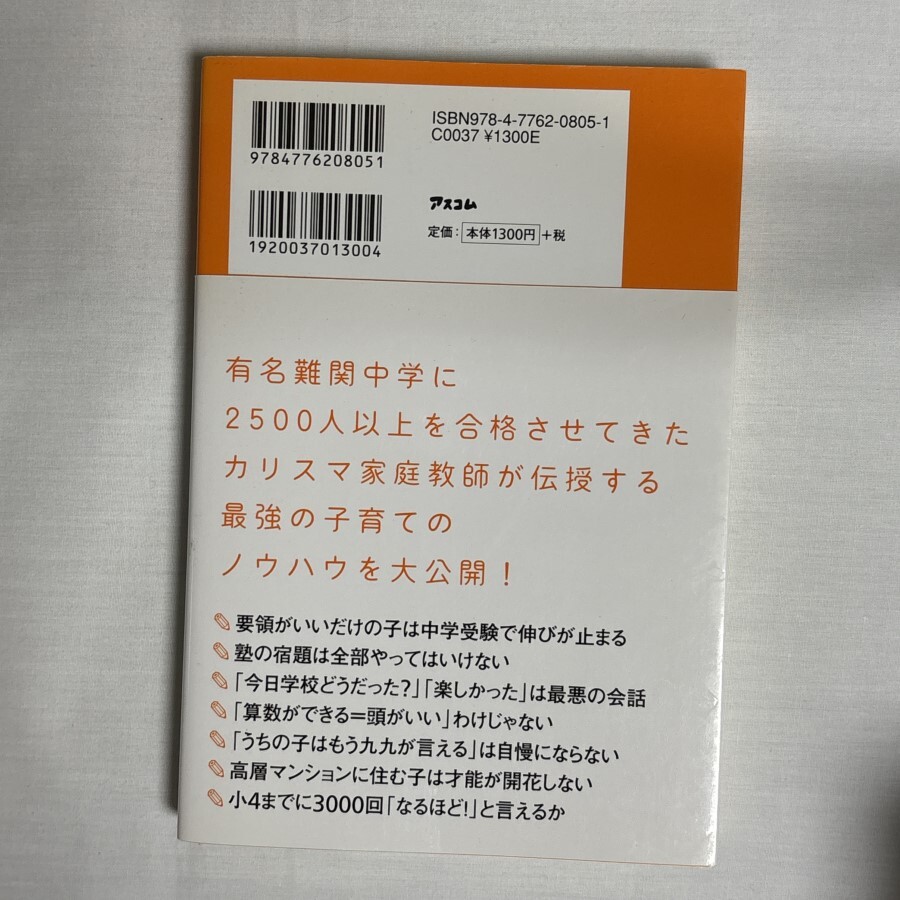 ISBN978-4-7762-0805-1
C0037 ¥1300E
9784776208051
アスコム
定価：本体1300円+税
1920037013004
有名難関中学に
2500人以上を合格させてきた
カリスマ家庭教師が伝授する
最強の子育ての
ノウハウを大公開！
要領がいいだけの子は中学受験で伸びが止まる
塾の宿題は全部やってはいけない
「今日学校どうだった？」「楽しかった」は最悪の会話
「算数ができる＝頭がいい」わけじゃない
「うちの子はもう九九が言える」は自慢にならない
高層マンションに住む子は才能が開花しない
小4までに3000回「なるほど！」と言えるか